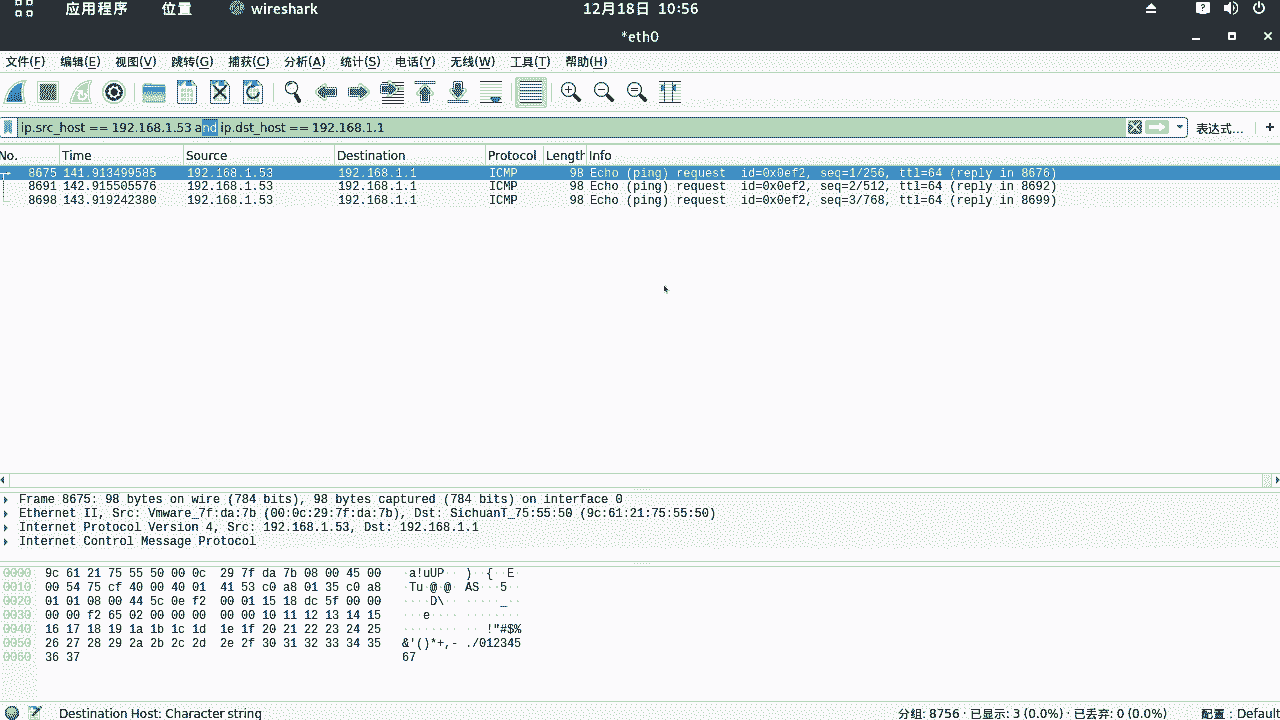 应用程序 位置 wireshark 12月18日 10:56
*eth0
文件(F) 编辑(E) 视图(V) 跳转(G) 捕获(C) 分析(A) 统计(S) 电话(Y) 无线(W) 工具(T) 帮助(H)
ip.src_host == 192.168.1.53 and ip.dst_host == 192.168.1.1 表达式… +
No. Time Source Destination Protocol Length Info
8675 141.913499585 192.168.1.53 192.168.1.1 ICMP 98 Echo (ping) request id=0x0ef2, seq=1/256, ttl=64 (reply in 8676)
8691 142.915505576 192.168.1.53 192.168.1.1 ICMP 98 Echo (ping) request id=0x0ef2, seq=2/512, ttl=64 (reply in 8692)
8698 143.919242380 192.168.1.53 192.168.1.1 ICMP 98 Echo (ping) request id=0x0ef2, seq=3/768, ttl=64 (reply in 8699)
Frame 8675: 98 bytes on wire (784 bits), 98 bytes captured (784 bits) on interface 0
Ethernet II, Src: Vmware_7f:da:7b (00:0c:29:7f:da:7b), Dst: SichuanT_75:55:50 (9c:61:21:75:55:50)
Internet Protocol Version 4, Src: 192.168.1.53, Dst: 192.168.1.1
Internet Control Message Protocol
0000 9c 61 21 75 55 50 00 0c 29 7f da 7b 08 00 45 00 ·a!uUP··)··{··E·
0010 00 54 75 cf 40 00 40 01 41 53 c0 a8 01 35 c0 a8 ·Tu·@·@·AS···5··
0020 01 01 08 00 44 5c 0e f2 00 01 15 18 dc 5f 00 00 ····D\·······_··
0030 00 00 f2 65 02 00 00 00 00 00 10 11 12 13 14 15 ···e············
0040 16 17 18 19 1a 1b 1c 1d 1e 1f 20 21 22 23 24 25 ·········· !"#$%
0050 26 27 28 29 2a 2b 2c 2d 2e 2f 30 31 32 33 34 35 &'()*+,-./012345
0060 36 37 67
Destination Host: Character string 分组: 8756 · 已显示: 3 (0.0%) · 已丢弃: 0 (0.0%) 配置：Default